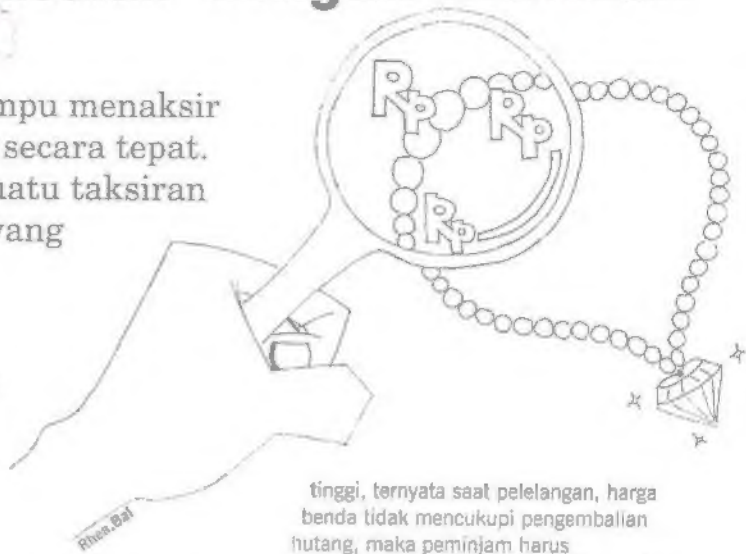 mpu menaksir
secara tepat.
uatu taksiran
yang
Rp
Rp
Rp
Rhea.Bal
tinggi, ternyata saat pelelangan, harga
benda tidak mencukupi pengembalian
hutang, maka peminjam harus